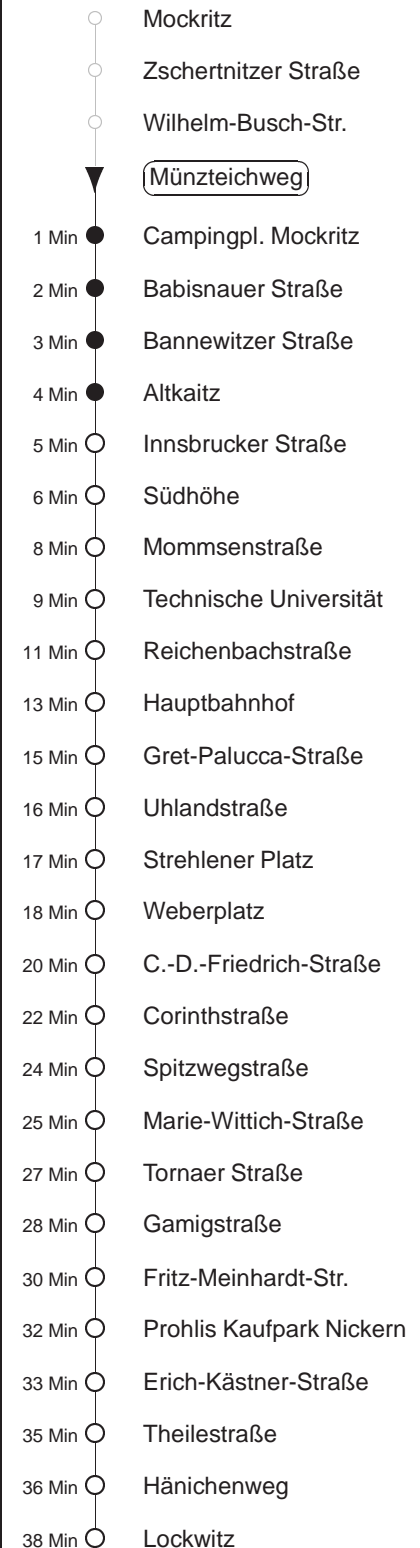 Mockritz
Zschertnitzer Straße
Wilhelm-Busch-Str.
Münzteichweg
1 Min Campingpl. Mockritz
2 Min Babisnauer Straße
3 Min Bannewitzer Straße
4 Min Altkaitz
5 Min Innsbrucker Straße
6 Min Südhöhe
8 Min Mommsenstraße
9 Min Technische Universität
11 Min Reichenbachstraße
13 Min Hauptbahnhof
15 Min Gret-Palucca-Straße
16 Min Uhlandstraße
17 Min Strehlener Platz
18 Min Weberplatz
20 Min C.-D.-Friedrich-Straße
22 Min Corinthstraße
24 Min Spitzwegstraße
25 Min Marie-Wittich-Straße
27 Min Tornaer Straße
28 Min Gamigstraße
30 Min Fritz-Meinhardt-Str.
32 Min Prohlis Kaufpark Nickern
33 Min Erich-Kästner-Straße
35 Min Theilestraße
36 Min Hänichenweg
38 Min Lockwitz